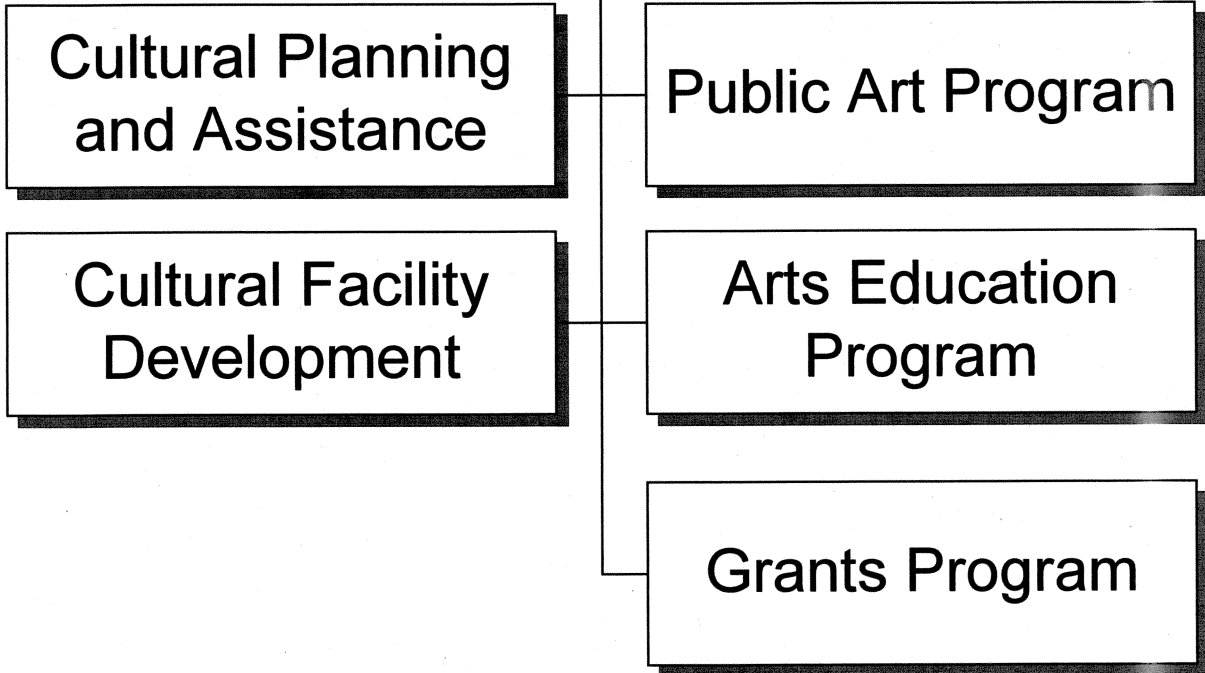 Cultural Planning
and Assistance
Public Art Program
Cultural Facility
Development
Arts Education
Program
Grants Program